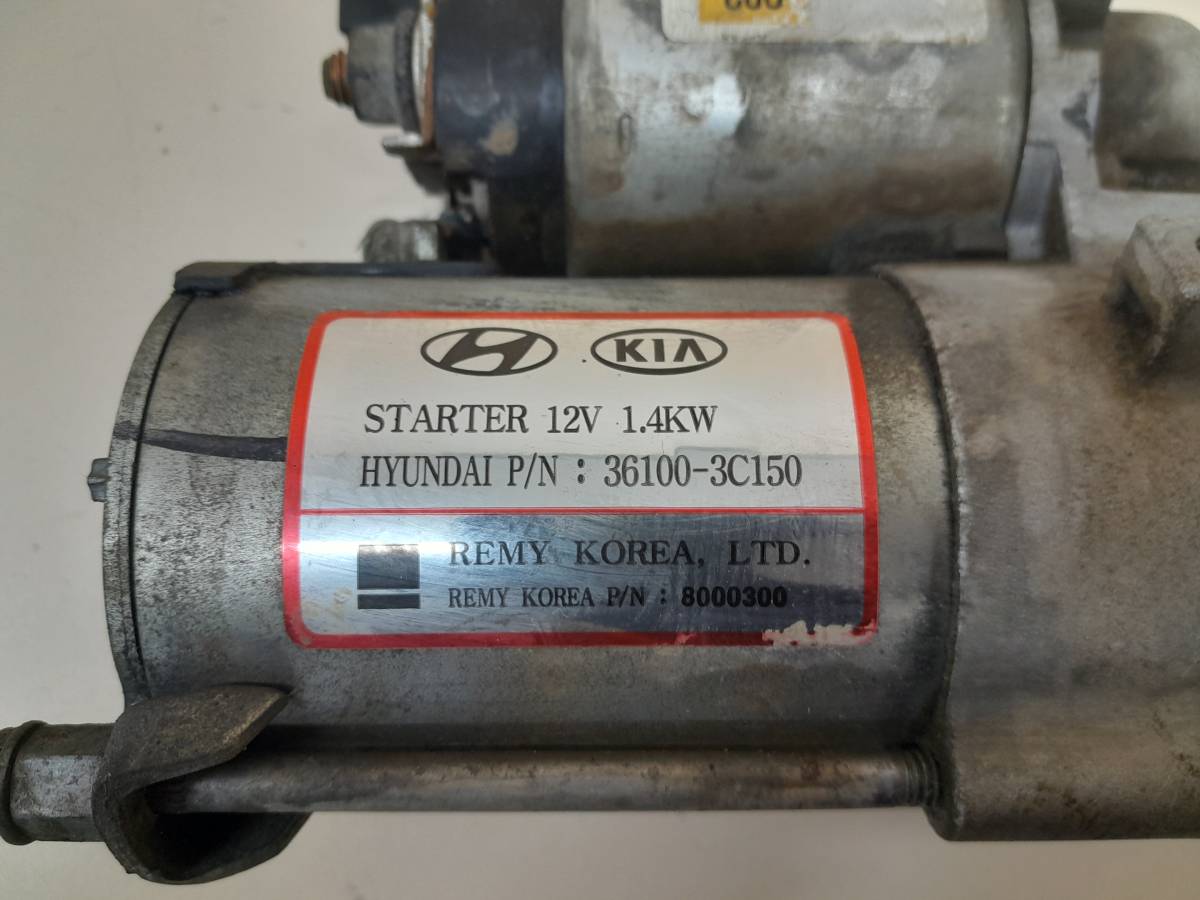 KIA
STARTER 12V 1.4KW
HYUNDAI P/N : 36100-3C150
REMY KOREA, LTD.
REMY KOREA P/N : 8000300